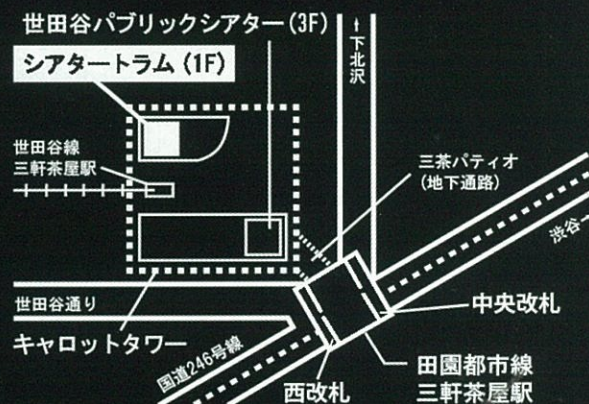 世田谷パブリックシアター(3F)
シアタートラム(1F)
↑下北沢
世田谷線
三軒茶屋駅
三茶パティオ
(地下通路)
渋谷→
世田谷通り
中央改札
キャロットタワー
国道246号線
田園都市線
三軒茶屋駅
西改札